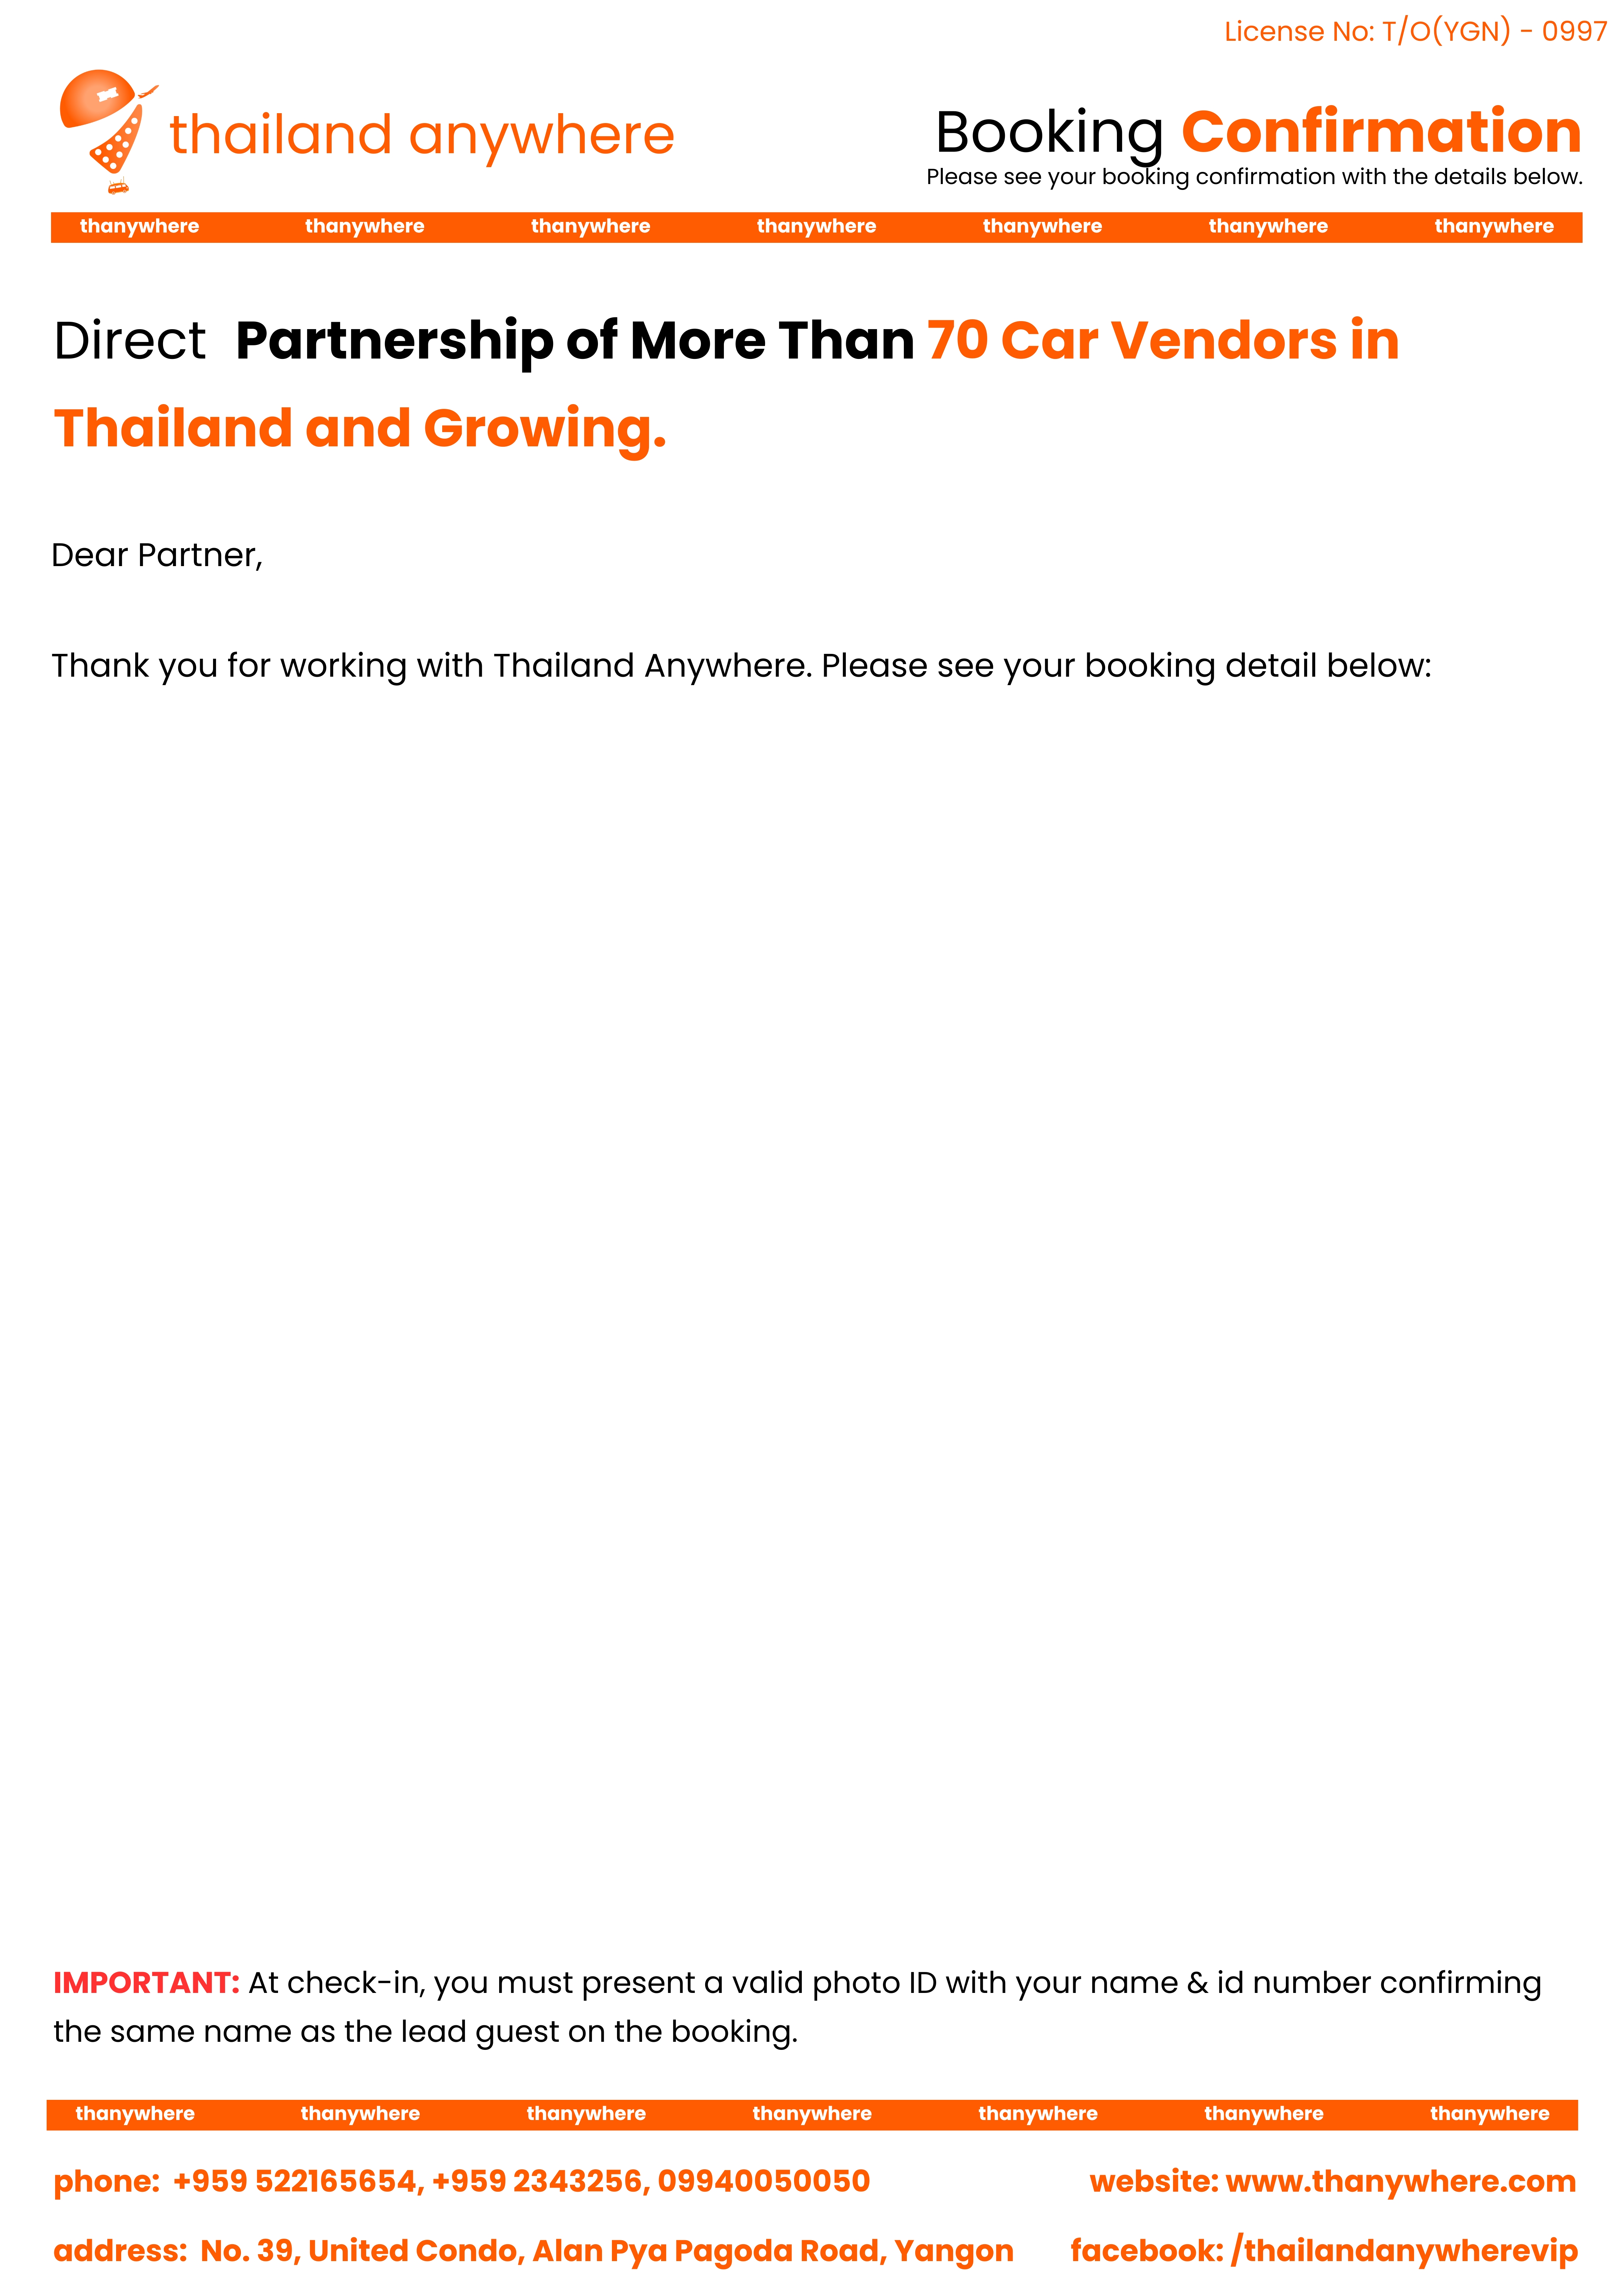 License No: T/O(YGN) - 0997
thailand anywhere
Booking Confirmation
Please see your booking confirmation with the details below.
thanywhere thanywhere thanywhere thanywhere thanywhere thanywhere thanywhere
Direct Partnership of More Than 70 Car Vendors in
Thailand and Growing.
Dear Partner,
Thank you for working with Thailand Anywhere. Please see your booking detail below:
IMPORTANT: At check-in, you must present a valid photo ID with your name & id number confirming
the same name as the lead guest on the booking.
thanywhere thanywhere thanywhere thanywhere thanywhere thanywhere thanywhere
phone: +959 522165654, +959 2343256, 09940050050 website: www.thanywhere.com
address: No. 39, United Condo, Alan Pya Pagoda Road, Yangon facebook: /thailandanywherevip